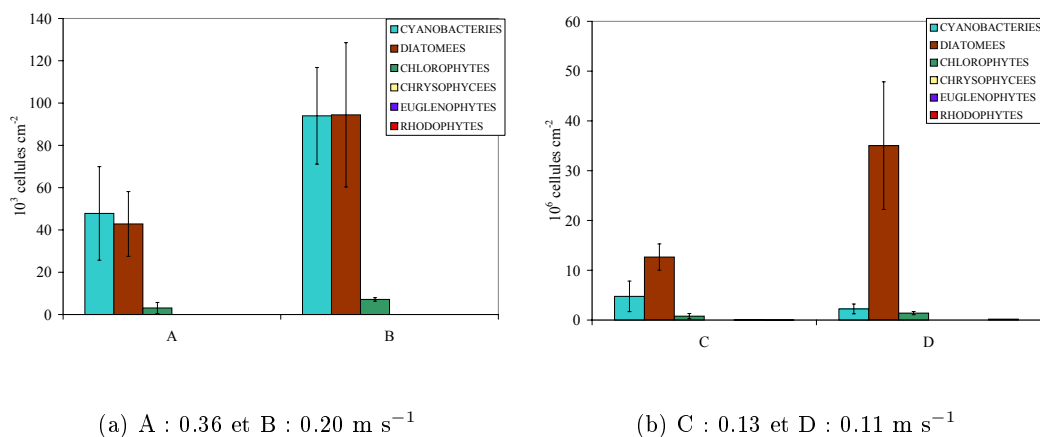 140
120
100
80
60
40
20
0
10³ cellules cm⁻²
CYANOBACTERIES
DIATOMEES
CHLOROPHYTES
CHRYSOPHYCEES
EUGLENOPHYTES
RHODOPHYTES
A
B
(a) A : 0.36 et B : 0.20 m s⁻¹
60
50
40
30
20
10
0
10⁶ cellules cm⁻²
CYANOBACTERIES
DIATOMEES
CHLOROPHYTES
CHRYSOPHYCEES
EUGLENOPHYTES
RHODOPHYTES
C
D
(b) C : 0.13 et D : 0.11 m s⁻¹